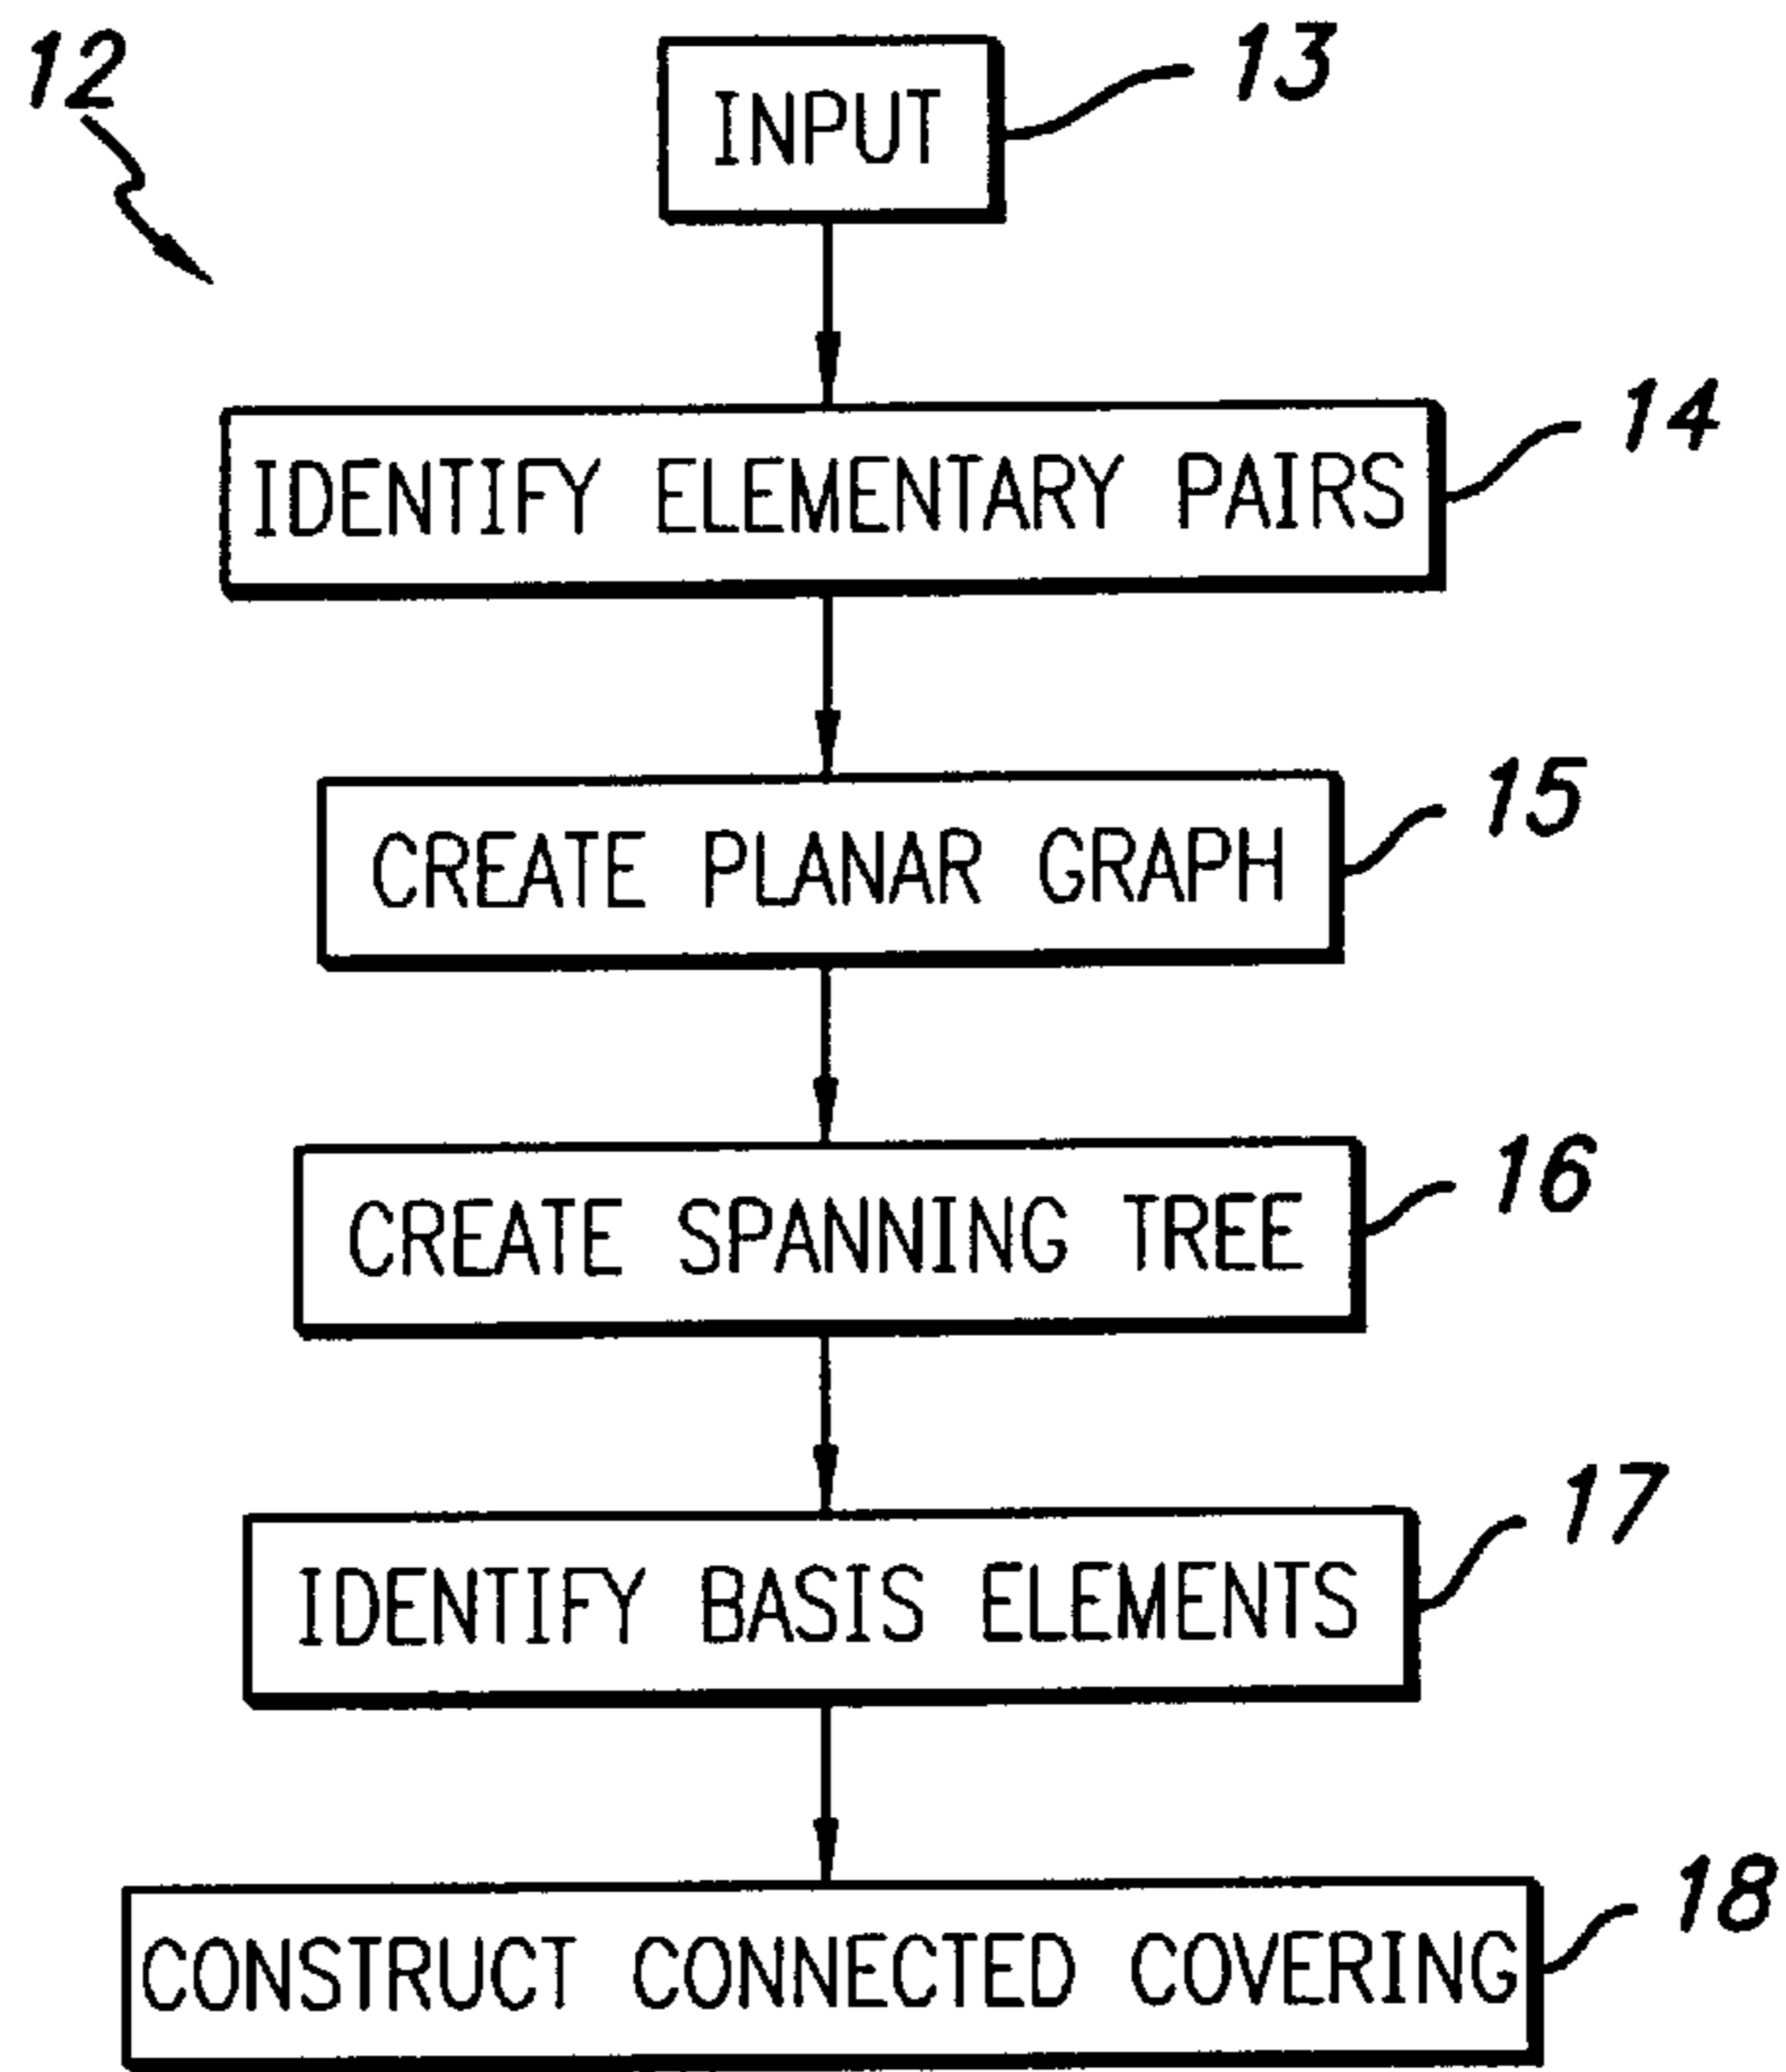 12
INPUT
13
IDENTIFY ELEMENTARY PAIRS
14
CREATE PLANAR GRAPH
15
CREATE SPANNING TREE
16
IDENTIFY BASIS ELEMENTS
17
CONSTRUCT CONNECTED COVERING
18